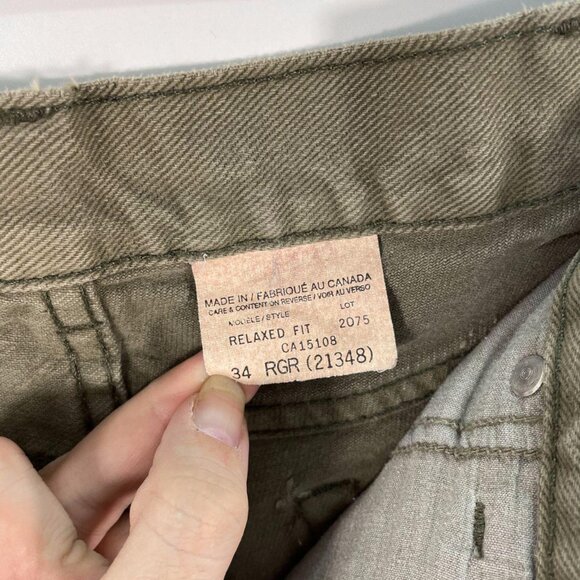 MADE IN / FABRIQUÉ AU CANADA
CARE & CONTENT ON REVERSE / VOIR AU VERSO
MODÈLE / STYLE LOT
RELAXED FIT 2075
CA15108
34 RGR (21348)